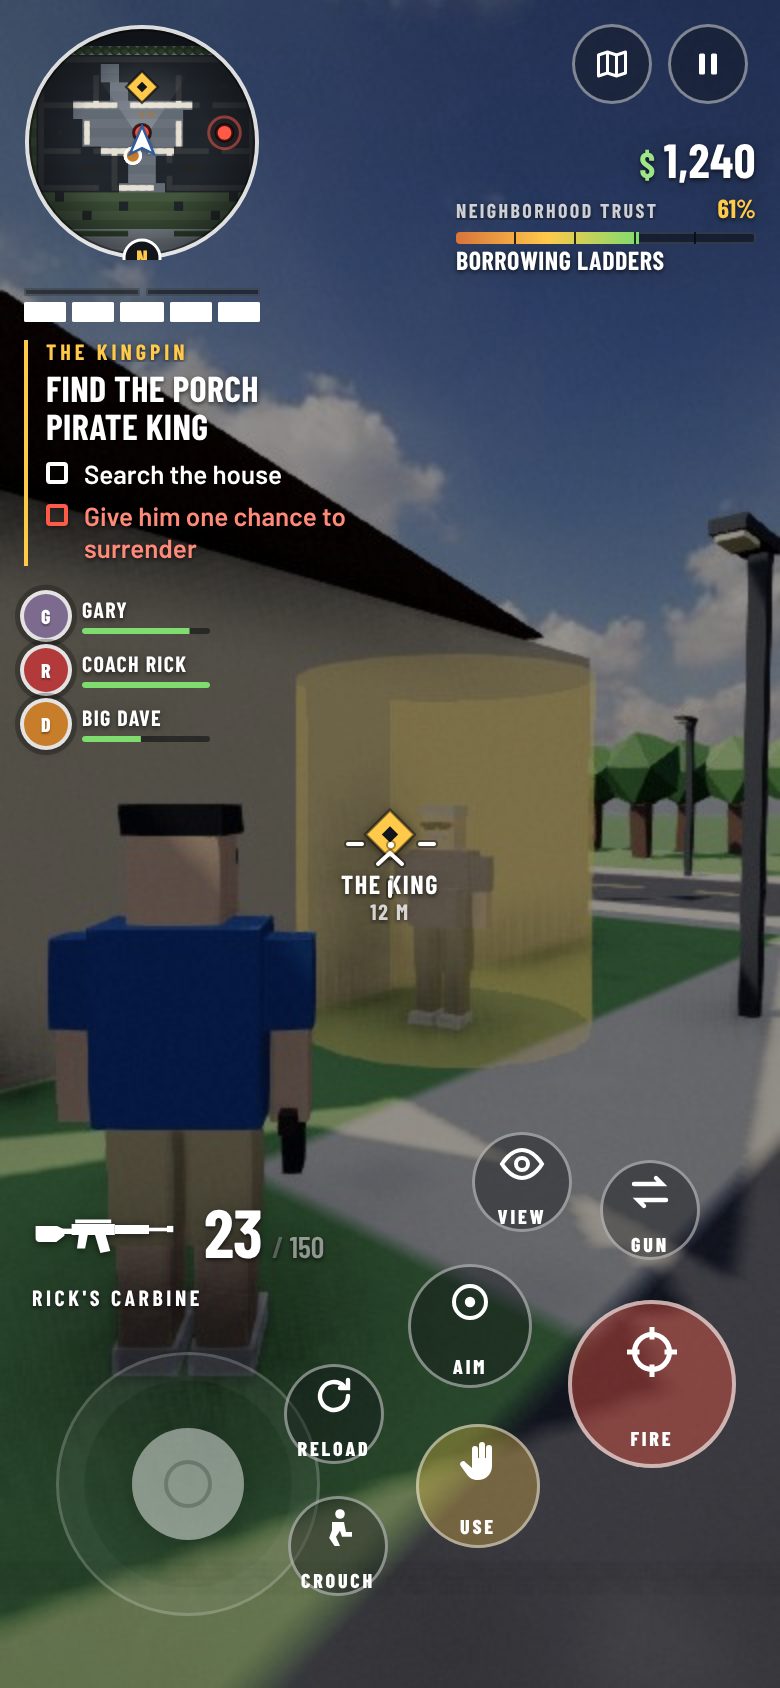 N
$ 1,240
NEIGHBORHOOD TRUST 61%
BORROWING LADDERS
THE KINGPIN
FIND THE PORCH
PIRATE KING
Search the house
Give him one chance to
surrender
G GARY
R COACH RICK
D BIG DAVE
THE KING
12 M
VIEW
GUN
23 / 150
RICK'S CARBINE
AIM
FIRE
RELOAD
USE
CROUCH